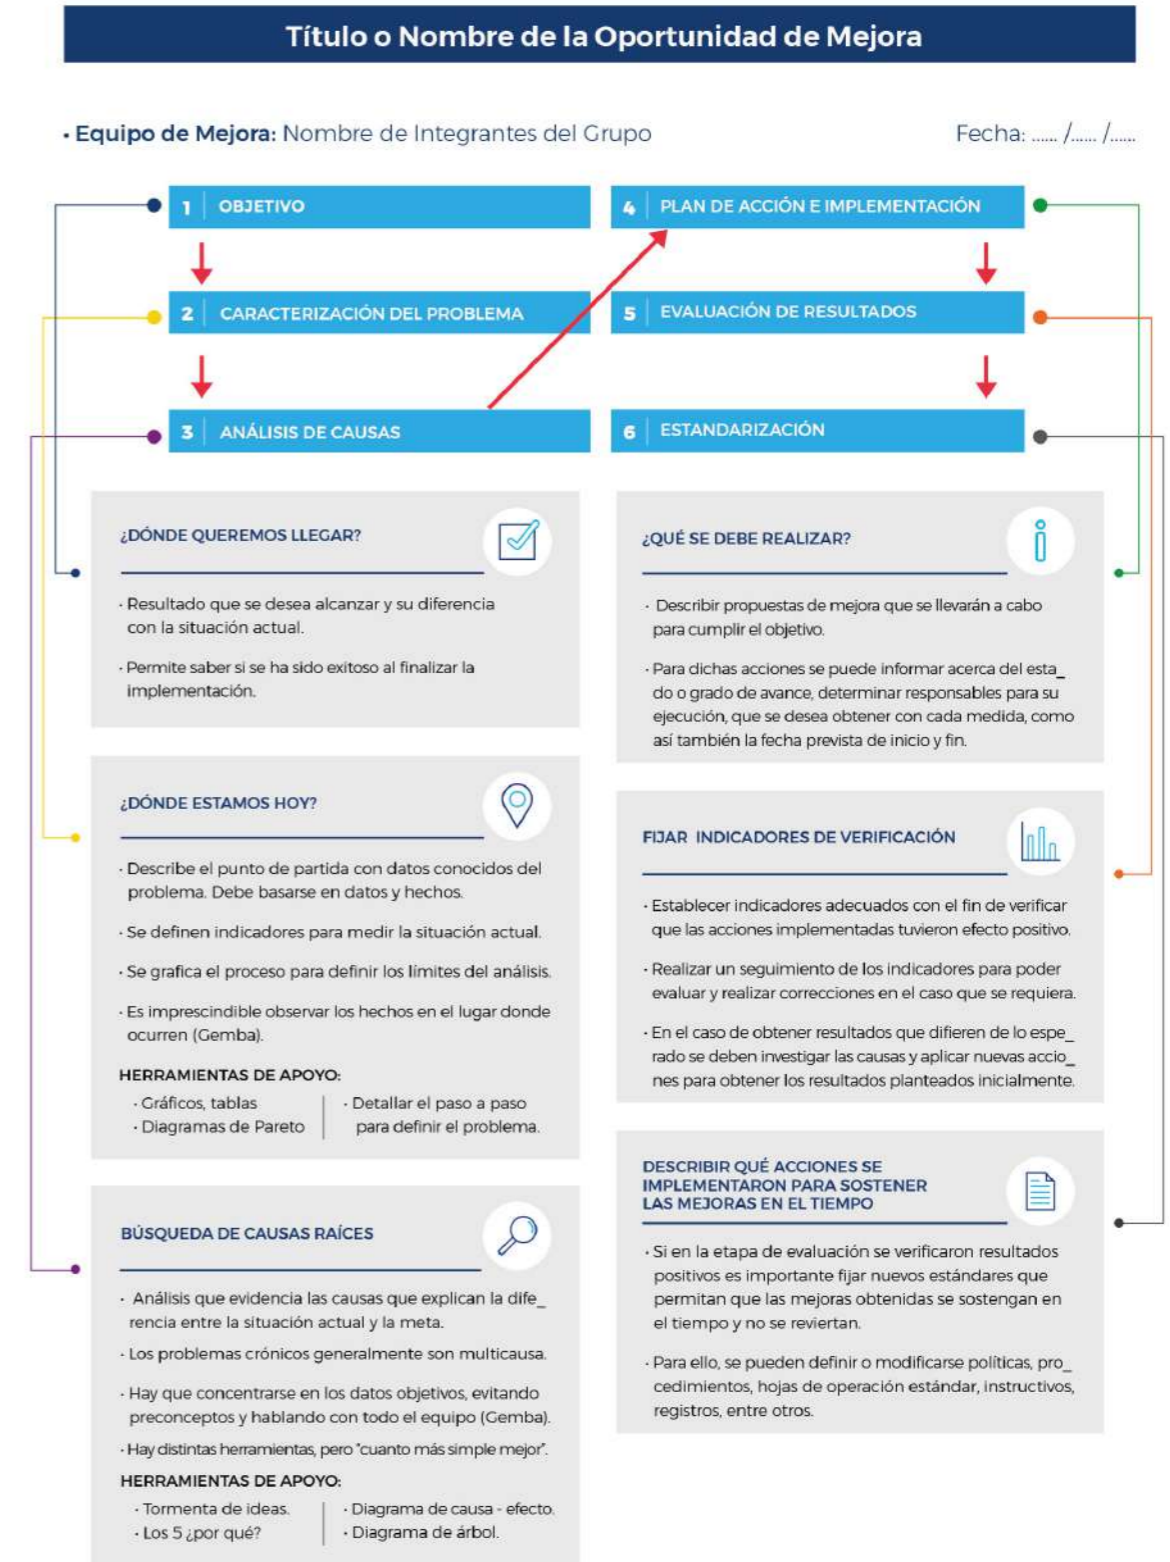 Título o Nombre de la Oportunidad de Mejora
• Equipo de Mejora: Nombre de Integrantes del Grupo
Fecha: ...... /...... /......
1 OBJETIVO
2 CARACTERIZACIÓN DEL PROBLEMA
3 ANÁLISIS DE CAUSAS
4 PLAN DE ACCIÓN E IMPLEMENTACIÓN
5 EVALUACIÓN DE RESULTADOS
6 ESTANDARIZACIÓN
¿DÓNDE QUEREMOS LLEGAR?
· Resultado que se desea alcanzar y su diferencia
con la situación actual.
· Permite saber si se ha sido exitoso al finalizar la
implementación.
¿DÓNDE ESTAMOS HOY?
· Describe el punto de partida con datos conocidos del
problema. Debe basarse en datos y hechos.
· Se definen indicadores para medir la situación actual.
· Se grafica el proceso para definir los límites del análisis.
· Es imprescindible observar los hechos en el lugar donde
ocurren (Gemba).
HERRAMIENTAS DE APOYO:
· Gráficos, tablas
· Diagramas de Pareto
· Detallar el paso a paso
para definir el problema.
BÚSQUEDA DE CAUSAS RAÍCES
· Análisis que evidencia las causas que explican la dife_
rencia entre la situación actual y la meta.
· Los problemas crónicos generalmente son multicausa.
· Hay que concentrarse en los datos objetivos, evitando
preconceptos y hablando con todo el equipo (Gemba).
· Hay distintas herramientas, pero "cuanto más simple mejor".
HERRAMIENTAS DE APOYO:
· Tormenta de ideas.
· Los 5 ¿por qué?
· Diagrama de causa - efecto.
· Diagrama de árbol.
¿QUÉ SE DEBE REALIZAR?
· Describir propuestas de mejora que se llevarán a cabo
para cumplir el objetivo.
· Para dichas acciones se puede informar acerca del esta_
do o grado de avance, determinar responsables para su
ejecución, que se desea obtener con cada medida, como
así también la fecha prevista de inicio y fin.
FIJAR INDICADORES DE VERIFICACIÓN
· Establecer indicadores adecuados con el fin de verificar
que las acciones implementadas tuvieron efecto positivo.
· Realizar un seguimiento de los indicadores para poder
evaluar y realizar correcciones en el caso que se requiera.
· En el caso de obtener resultados que difieren de lo espe_
rado se deben investigar las causas y aplicar nuevas accio_
nes para obtener los resultados planteados inicialmente.
DESCRIBIR QUÉ ACCIONES SE
IMPLEMENTARON PARA SOSTENER
LAS MEJORAS EN EL TIEMPO
· Si en la etapa de evaluación se verificaron resultados
positivos es importante fijar nuevos estándares que
permitan que las mejoras obtenidas se sostengan en
el tiempo y no se reviertan.
· Para ello, se pueden definir o modificarse políticas, pro_
cedimientos, hojas de operación estándar, instructivos,
registros, entre otros.